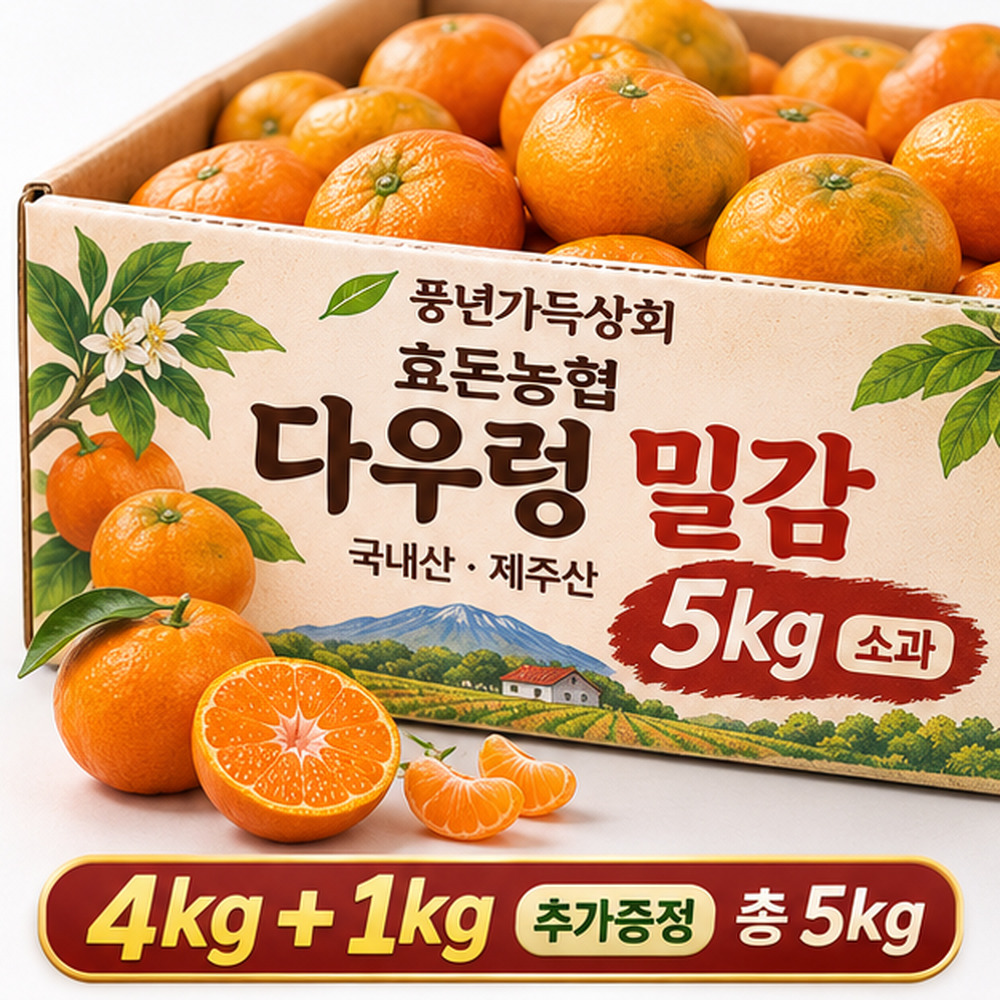 풍년가득상회
효돈농협
다우렁 밀감
국내산 · 제주산
5kg 소과
4kg + 1kg 추가증정 총 5kg